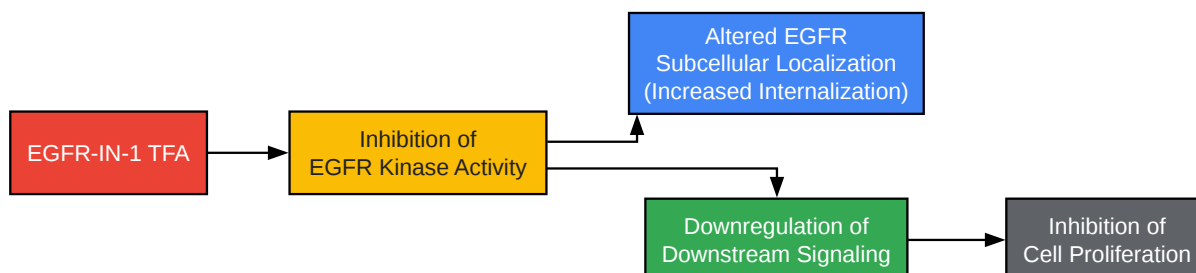 EGFR-IN-1 TFA
Inhibition of
EGFR Kinase Activity
Altered EGFR
Subcellular Localization
(Increased Internalization)
Downregulation of
Downstream Signaling
Inhibition of
Cell Proliferation